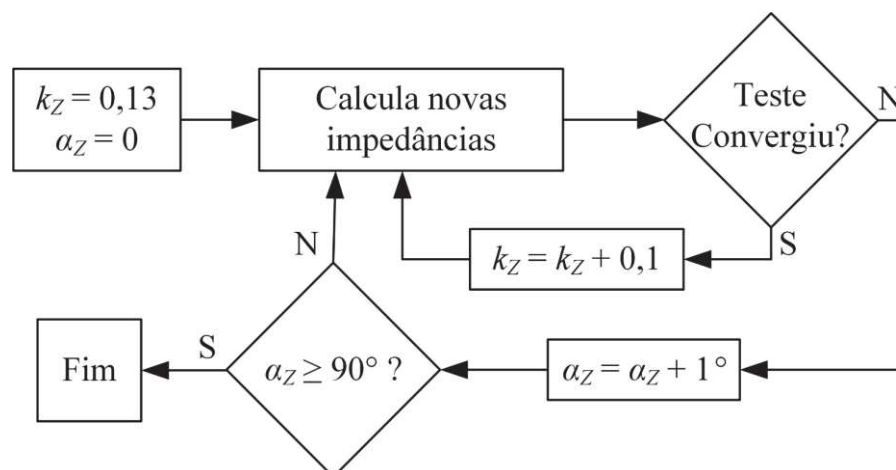 k_Z = 0,13
α_Z = 0
Calcula novas
impedâncias
Teste
Convergiu?
N
S
k_Z = k_Z + 0,1
N
α_Z = α_Z + 1°
α_Z ≥ 90° ?
S
Fim